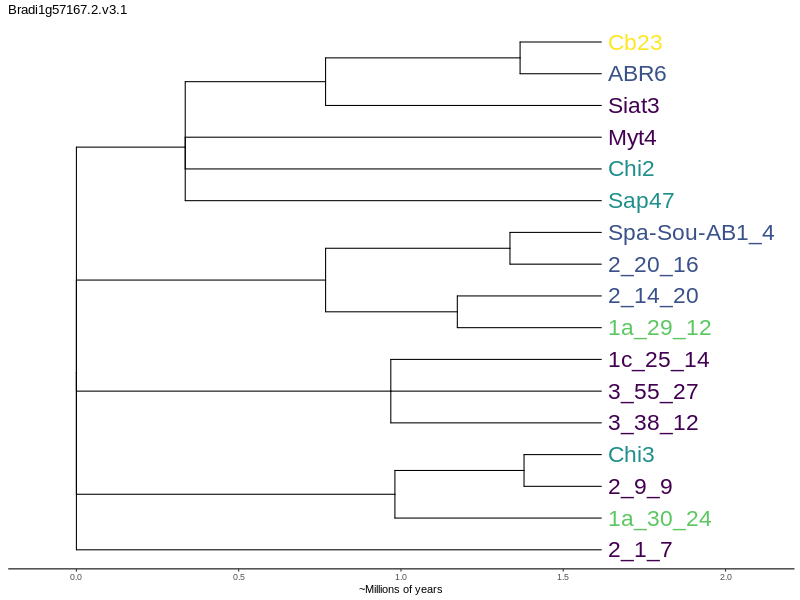 Bradi1g57167.2.v3.1
Cb23
ABR6
Siat3
Myt4
Chi2
Sap47
Spa-Sou-AB1_4
2_20_16
2_14_20
1a_29_12
1c_25_14
3_55_27
3_38_12
Chi3
2_9_9
1a_30_24
2_1_7
0.0 0.5 1.0 1.5 2.0
~Millions of years